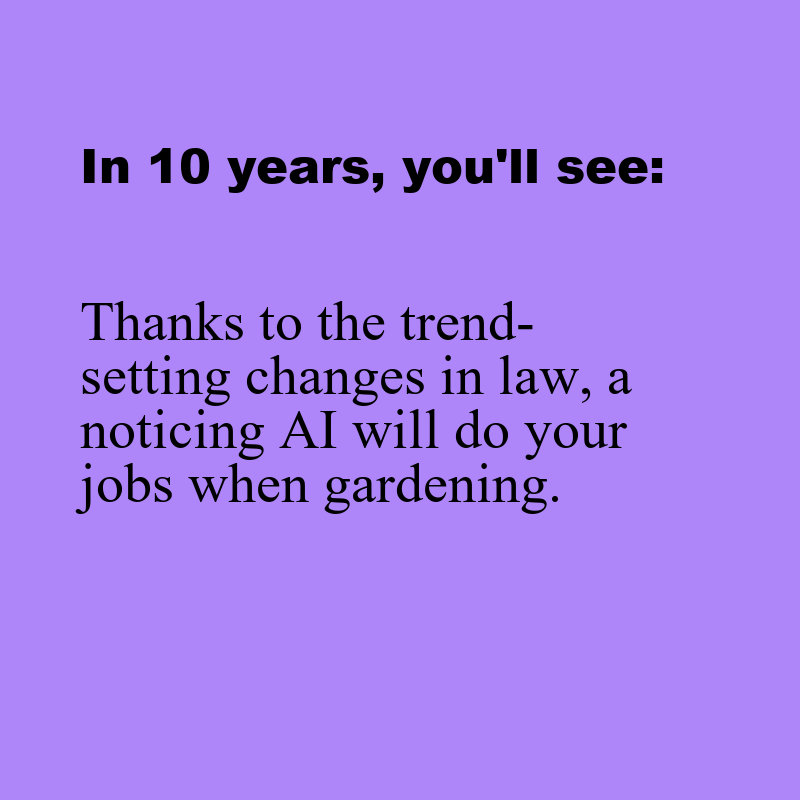 In 10 years, you'll see:
Thanks to the trend-
setting changes in law, a
noticing AI will do your
jobs when gardening.